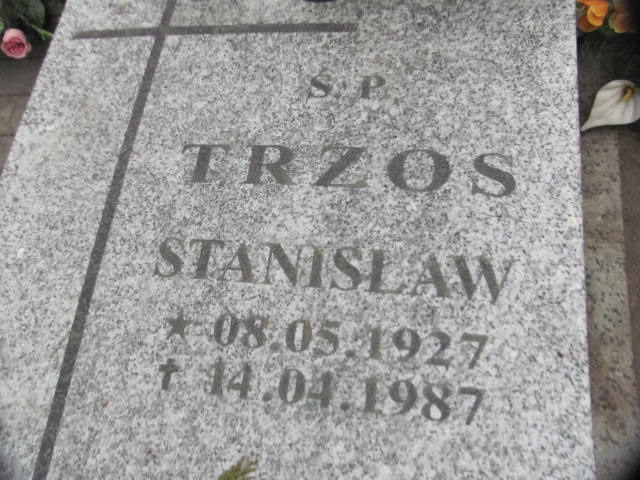 Ś P
TRZOS
STANISŁAW
★ 08.05.1927
† 14.04.1987